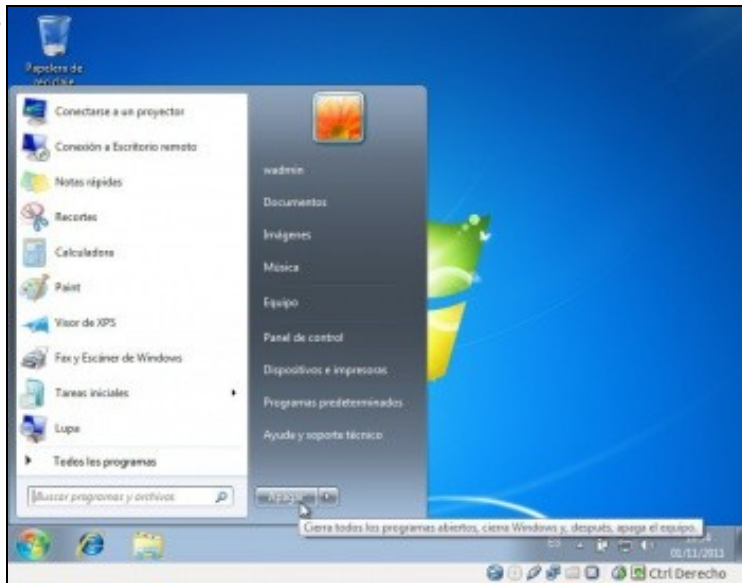 Papelera de
reciclaje
Conectarse a un proyector
Conexión a Escritorio remoto
Notas rápidas
Recortes
Calculadora
Paint
Visor de XPS
Fax y Escáner de Windows
Tareas iniciales
Lupa
Todos los programas
Buscar programas y archivos
wadmin
Documentos
Imágenes
Música
Equipo
Panel de control
Dispositivos e impresoras
Programas predeterminados
Ayuda y soporte técnico
Apagar
Cierra todos los programas abiertos, cierra Windows y, después, apaga el equipo.
ES
01/11/2011
Ctrl Derecho